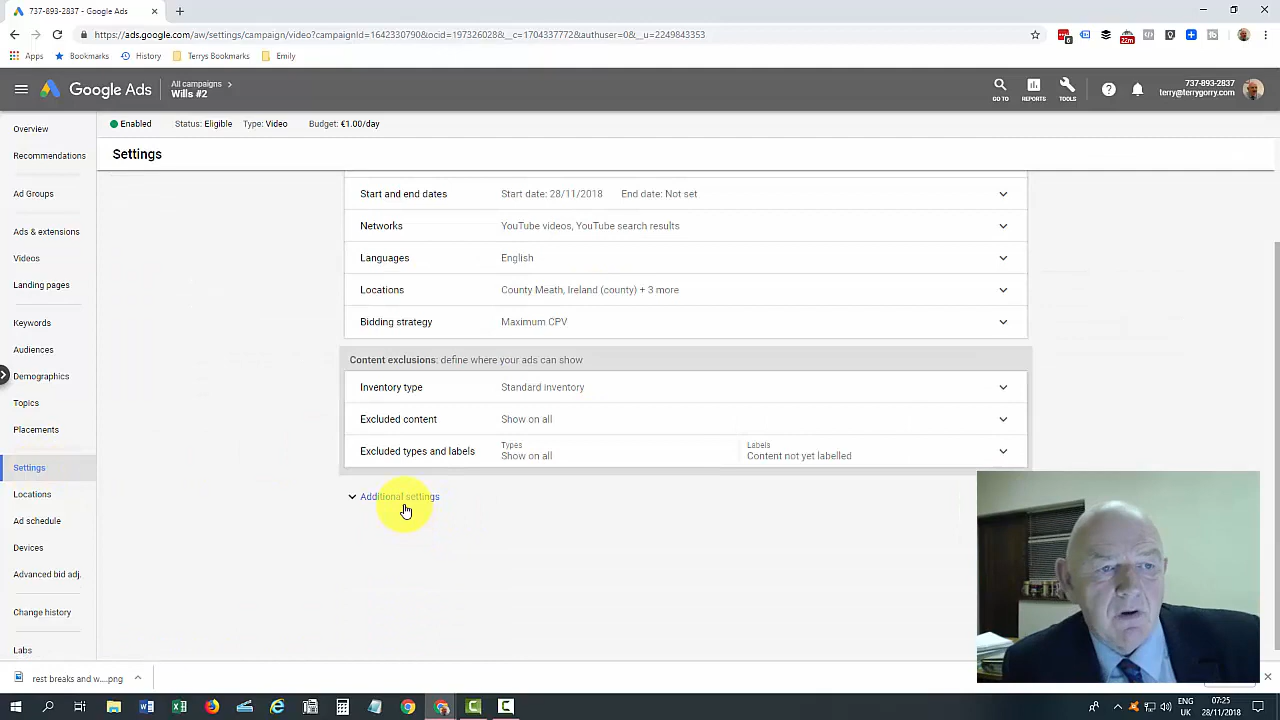 737-893-2837 - Google Ads
https://ads.google.com/aw/settings/campaign/video?campaignId=1642330790&ocid=197326028&__c=1704337772&authuser=0&__u=2249843353
6
22m
Apps
Bookmarks
History
Terrys Bookmarks
Emily
Google Ads
All campaigns
Wills #2
GO TO
REPORTS
TOOLS
737-893-2837
terry@terrygorry.com
Enabled
Status: Eligible
Type: Video
Budget: €1.00/day
Settings
Overview
Recommendations
Ad Groups
Ads & extensions
Videos
Landing pages
Keywords
Audiences
Demographics
Topics
Placements
Settings
Locations
Ad schedule
Devices
Advanced bid adj.
Change history
Labs
Start and end dates
Start date: 28/11/2018
End date: Not set
Networks
YouTube videos, YouTube search results
Languages
English
Locations
County Meath, Ireland (county) + 3 more
Bidding strategy
Maximum CPV
Content exclusions: define where your ads can show
Inventory type
Standard inventory
Excluded content
Show on all
Excluded types and labels
Types
Show on all
Labels
Content not yet labelled
Additional settings
rest breaks and w....png
ENG
UK
07:25
28/11/2018